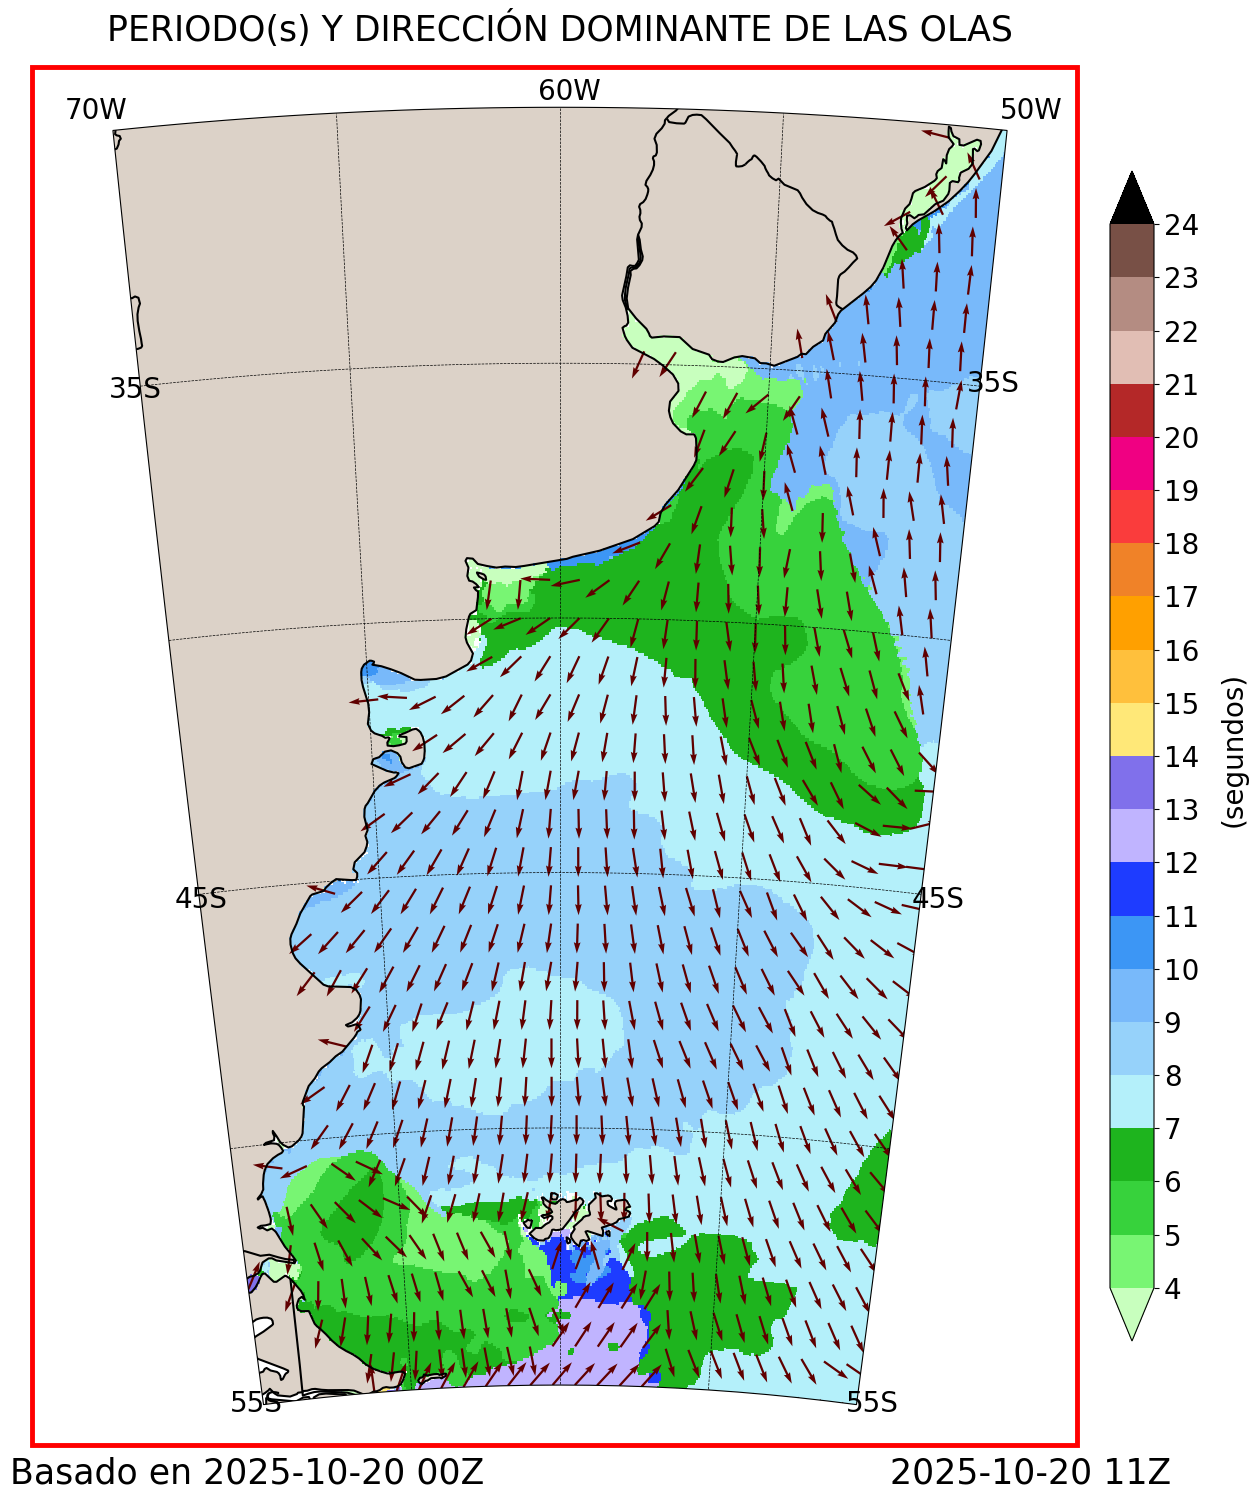 PERIODO(s) Y DIRECCIÓN DOMINANTE DE LAS OLAS
70W
60W
50W
35S
35S
45S
45S
55S
55S
24
23
22
21
20
19
18
17
16
15
14
13
12
11
10
9
8
7
6
5
4
(segundos)
Basado en 2025-10-20 00Z
2025-10-20 11Z